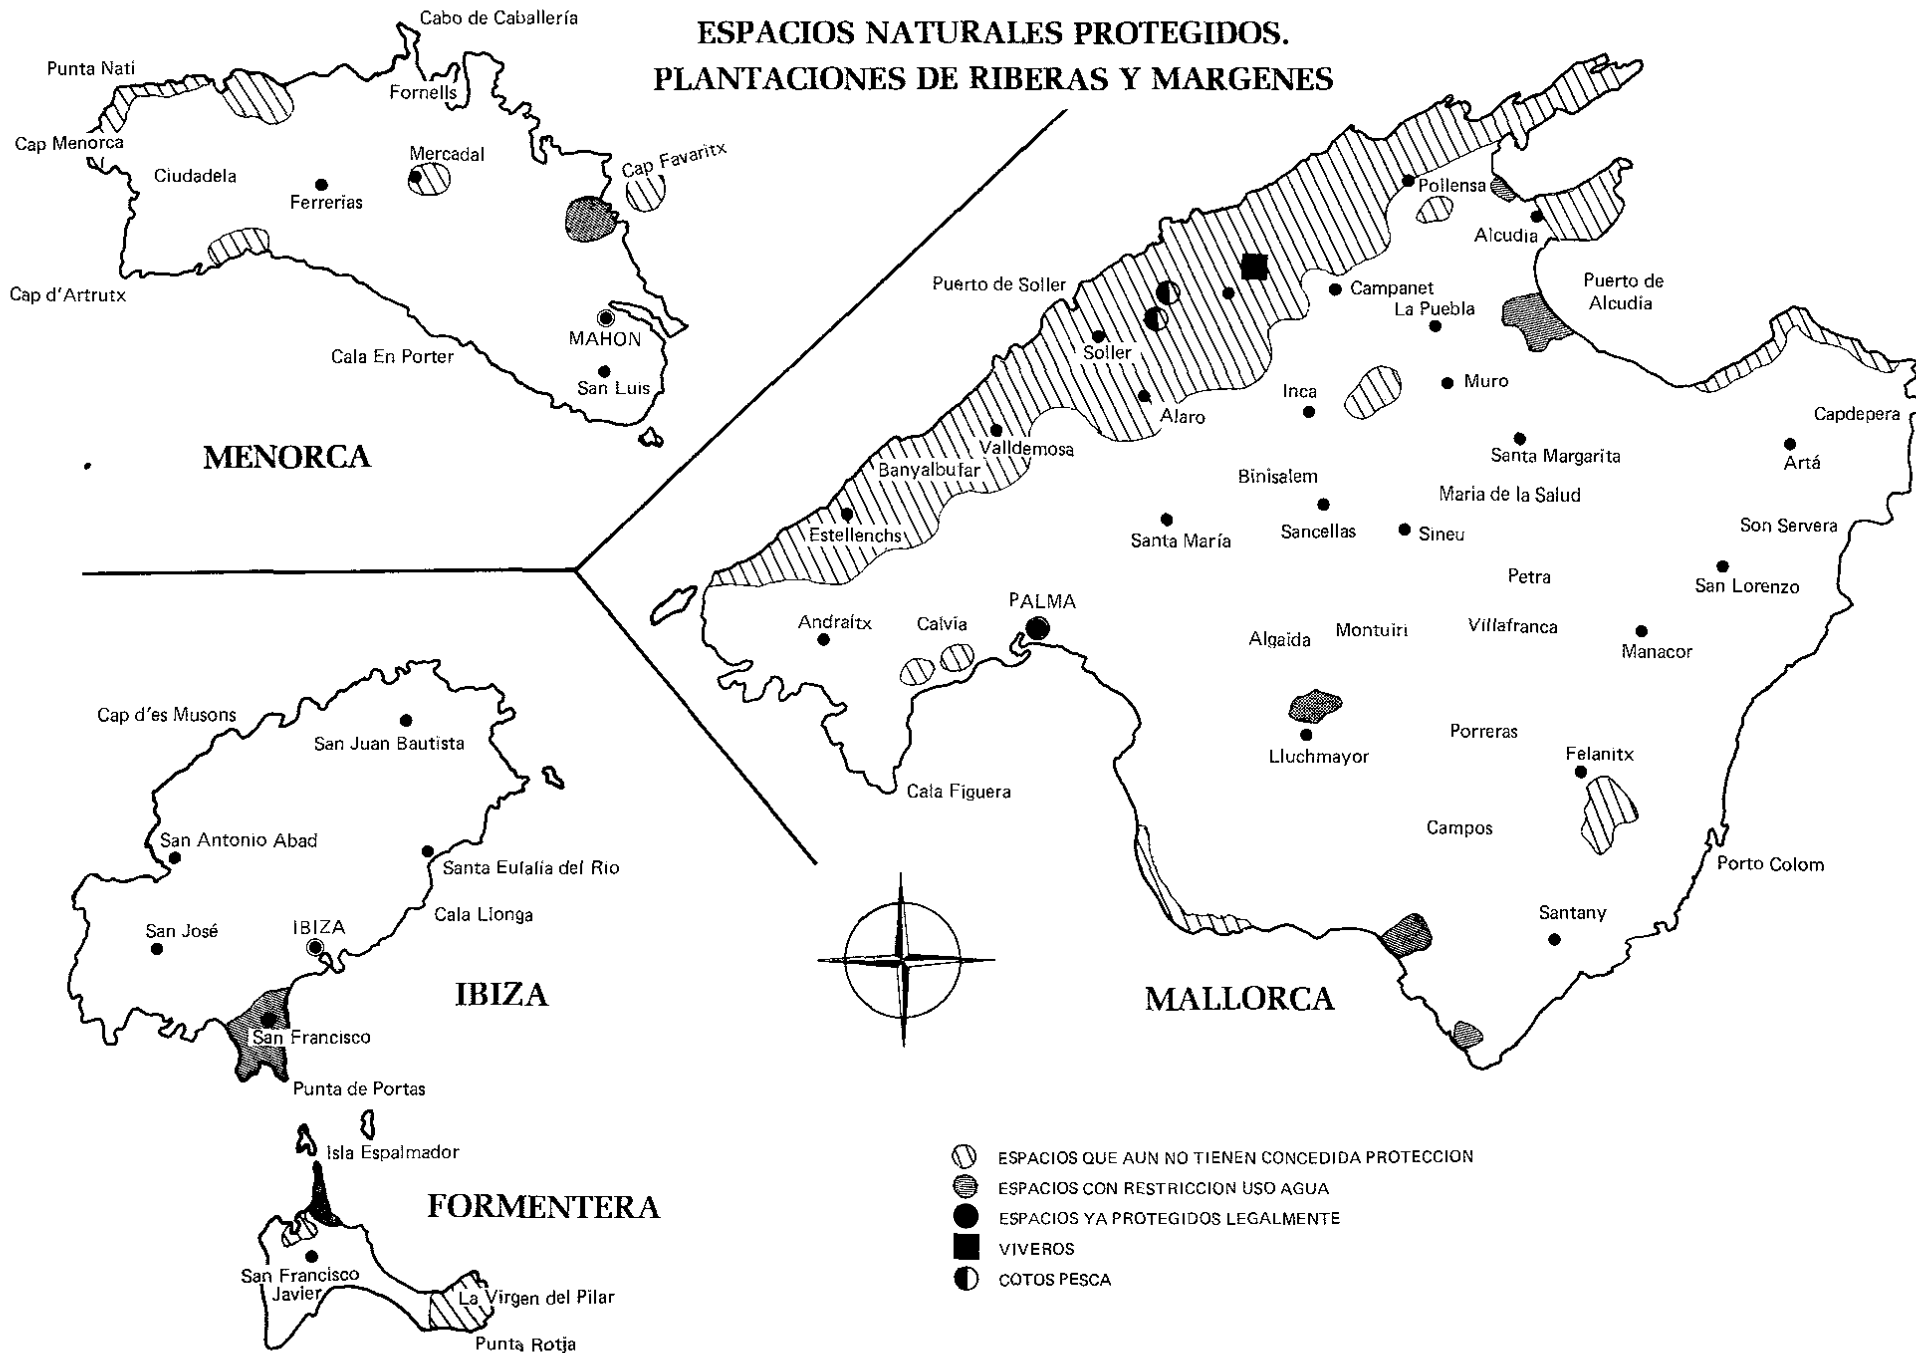 ESPACIOS NATURALES PROTEGIDOS.
PLANTACIONES DE RIBERAS Y MARGENES
Cabo de Caballería
Punta Nati
Fornells
Cap Menorca
Mercadal
Cap Favaritx
Ciudadela
Ferrerias
Cap d'Artrutx
MAHON
Cala En Porter
San Luis
MENORCA
Pollensa
Alcudia
Puerto de Soller
Puerto de
Alcudia
Campanet
La Puebla
Soller
Inca
Muro
Alaro
Capdepera
Valldemosa
Santa Margarita
Artá
Banyalbufar
Binisalem
Maria de la Salud
Estellenchs
Santa María
Sancellas
Sineu
Son Servera
Petra
San Lorenzo
PALMA
Andraitx
Calvia
Algaida
Montuiri
Villafranca
Manacor
Porreras
Lluchmayor
Felanitx
Cala Figuera
Campos
Porto Colom
Santany
MALLORCA
Cap d'es Musons
San Juan Bautista
San Antonio Abad
Santa Eulalia del Rio
Cala Llonga
San José
IBIZA
IBIZA
San Francisco
Punta de Portas
Isla Espalmador
FORMENTERA
San Francisco
Javier
La Virgen del Pilar
Punta Rotja
ESPACIOS QUE AUN NO TIENEN CONCEDIDA PROTECCION
ESPACIOS CON RESTRICCION USO AGUA
ESPACIOS YA PROTEGIDOS LEGALMENTE
VIVEROS
COTOS PESCA